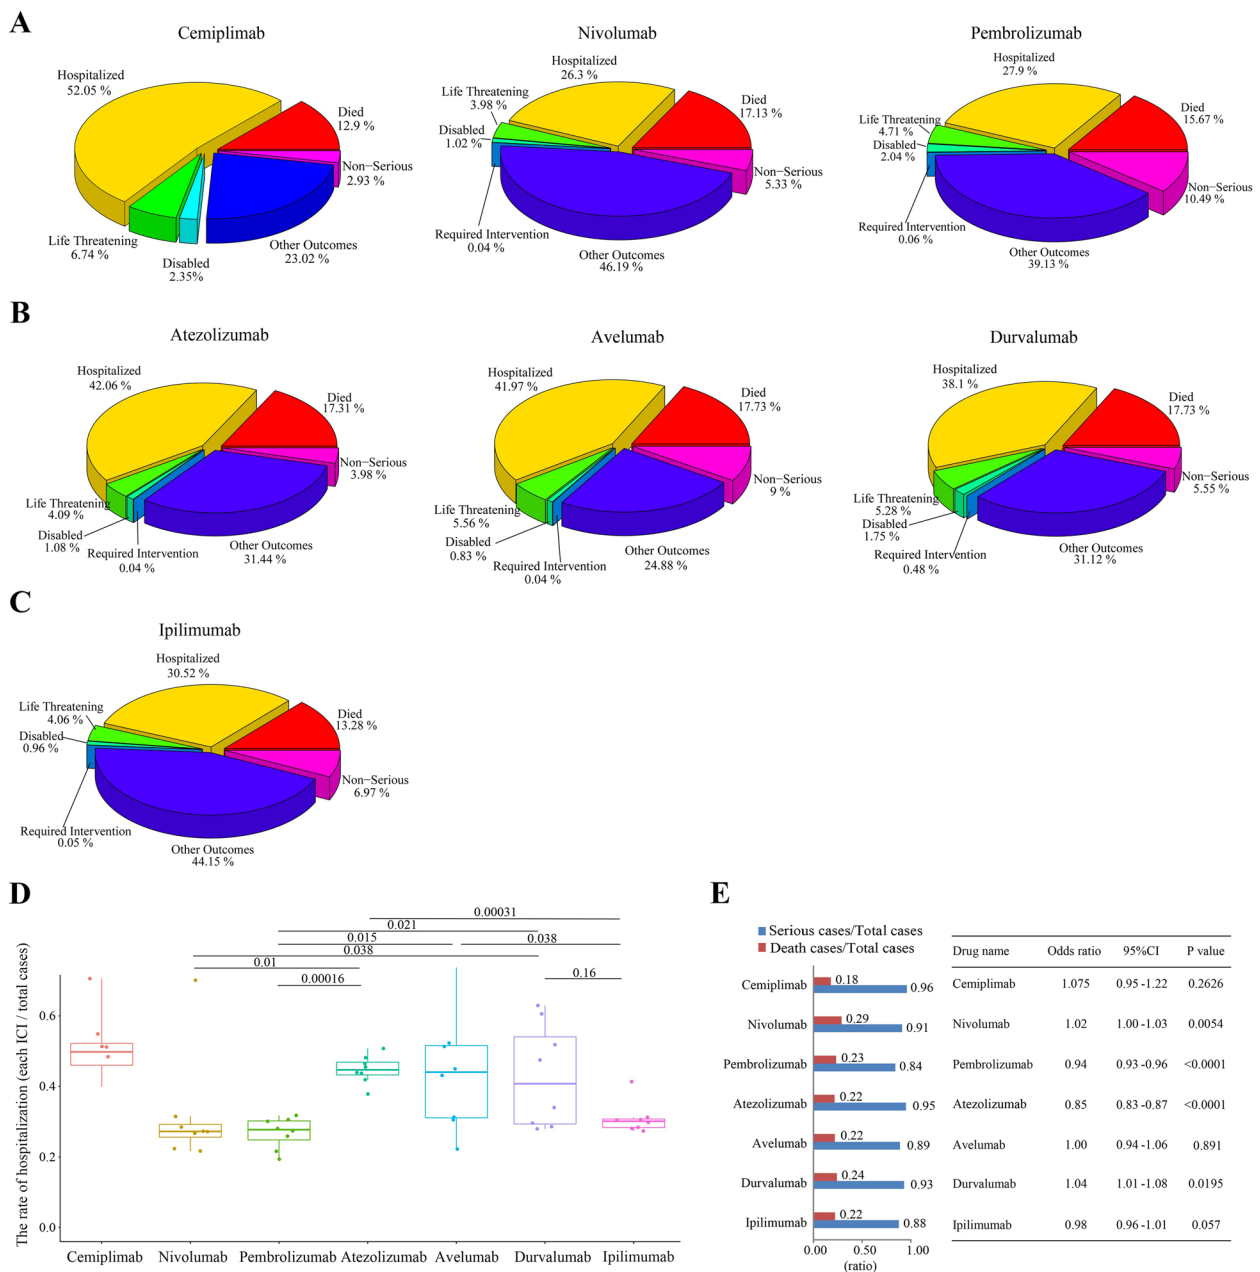 A
Cemiplimab
Hospitalized
52.05 %
Died
12.9 %
Non−Serious
2.93 %
Life Threatening
6.74 %
Disabled
2.35%
Other Outcomes
23.02 %
Nivolumab
Hospitalized
26.3 %
Life Threatening
3.98 %
Disabled
1.02 %
Died
17.13 %
Non−Serious
5.33 %
Required Intervention
0.04 %
Other Outcomes
46.19 %
Pembrolizumab
Hospitalized
27.9 %
Life Threatening
4.71 %
Disabled
2.04 %
Died
15.67 %
Non−Serious
10.49 %
Required Intervention
0.06 %
Other Outcomes
39.13 %
B
Atezolizumab
Hospitalized
42.06 %
Died
17.31 %
Non−Serious
3.98 %
Life Threatening
4.09 %
Disabled
1.08 %
Required Intervention
0.04 %
Other Outcomes
31.44 %
Avelumab
Hospitalized
41.97 %
Died
17.73 %
Non−Serious
9 %
Life Threatening
5.56 %
Disabled
0.83 %
Required Intervention
0.04 %
Other Outcomes
24.88 %
Durvalumab
Hospitalized
38.1 %
Died
17.73 %
Non−Serious
5.55 %
Life Threatening
5.28 %
Disabled
1.75 %
Required Intervention
0.48 %
Other Outcomes
31.12 %
C
Ipilimumab
Hospitalized
30.52 %
Life Threatening
4.06 %
Disabled
0.96 %
Died
13.28 %
Non−Serious
6.97 %
Required Intervention
0.05 %
Other Outcomes
44.15 %
D
The rate of hospitalization (each ICI / total cases)
0.00031
0.021
0.015
0.038
0.038
0.01
0.16
0.00016
0.6
0.4
0.2
0.0
Cemiplimab Nivolumab Pembrolizumab Atezolizumab Avelumab Durvalumab Ipilimumab
E
Serious cases/Total cases
Death cases/Total cases
Cemiplimab 0.18 0.96
Nivolumab 0.29 0.91
Pembrolizumab 0.23 0.84
Atezolizumab 0.22 0.95
Avelumab 0.22 0.89
Durvalumab 0.24 0.93
Ipilimumab 0.22 0.88
0.00 0.50 1.00
(ratio)
Drug name Odds ratio 95%CI P value
Cemiplimab 1.075 0.95 -1.22 0.2626
Nivolumab 1.02 1.00 -1.03 0.0054
Pembrolizumab 0.94 0.93 -0.96 <0.0001
Atezolizumab 0.85 0.83 -0.87 <0.0001
Avelumab 1.00 0.94 -1.06 0.891
Durvalumab 1.04 1.01 -1.08 0.0195
Ipilimumab 0.98 0.96 -1.01 0.057